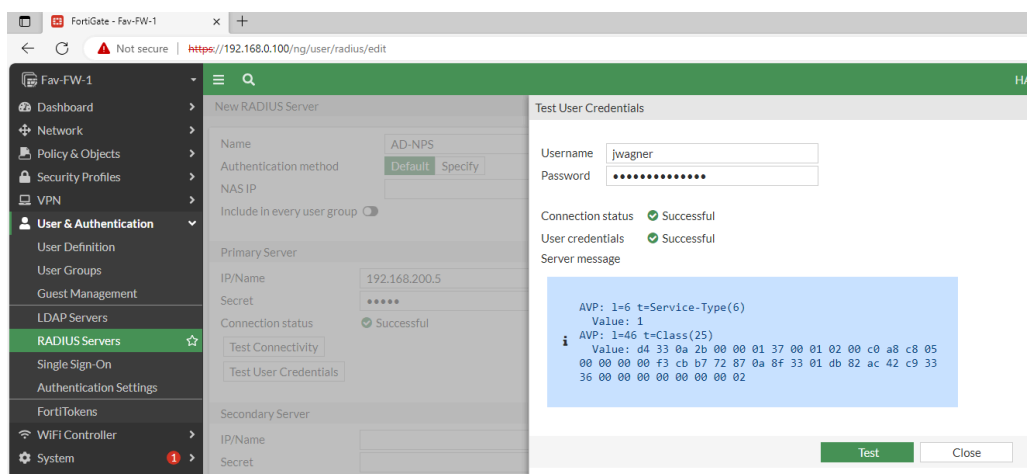 FortiGate - Fav-FW-1
Not secure
https://192.168.0.100/ng/user/radius/edit
Fav-FW-1
HA
Dashboard
Network
Policy & Objects
Security Profiles
VPN
User & Authentication
User Definition
User Groups
Guest Management
LDAP Servers
RADIUS Servers
Single Sign-On
Authentication Settings
FortiTokens
WiFi Controller
System 1
New RADIUS Server
Name AD-NPS
Authentication method Default Specify
NAS IP
Include in every user group
Primary Server
IP/Name 192.168.200.5
Secret •••••
Connection status Successful
Test Connectivity
Test User Credentials
Secondary Server
IP/Name
Secret
Test User Credentials
Username jwagner
Password ••••••••••••••
Connection status Successful
User credentials Successful
Server message
AVP: l=6 t=Service-Type(6)
Value: 1
AVP: l=46 t=Class(25)
Value: d4 33 0a 2b 00 00 01 37 00 01 02 00 c0 a8 c8 05
00 00 00 00 f3 cb b7 72 87 0a 8f 33 01 db 82 ac 42 c9 33
36 00 00 00 00 00 00 00 02
Test Close